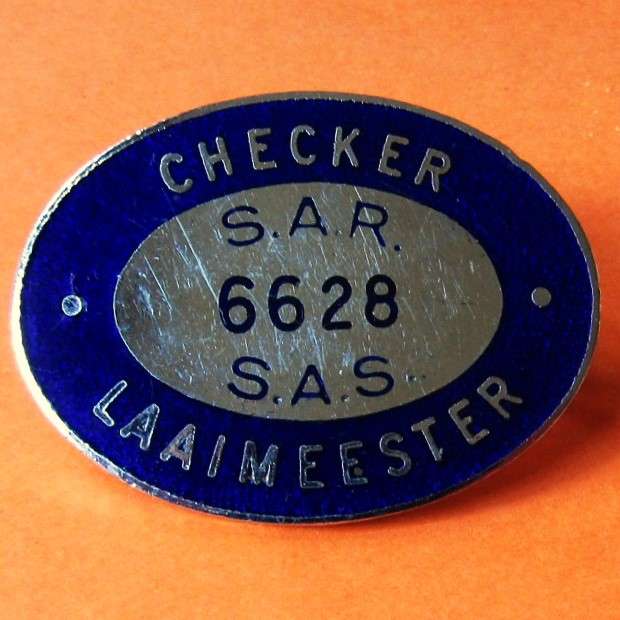 CHECKER
S.A.R.
6628
S.A.S.
LAAIMEESTER